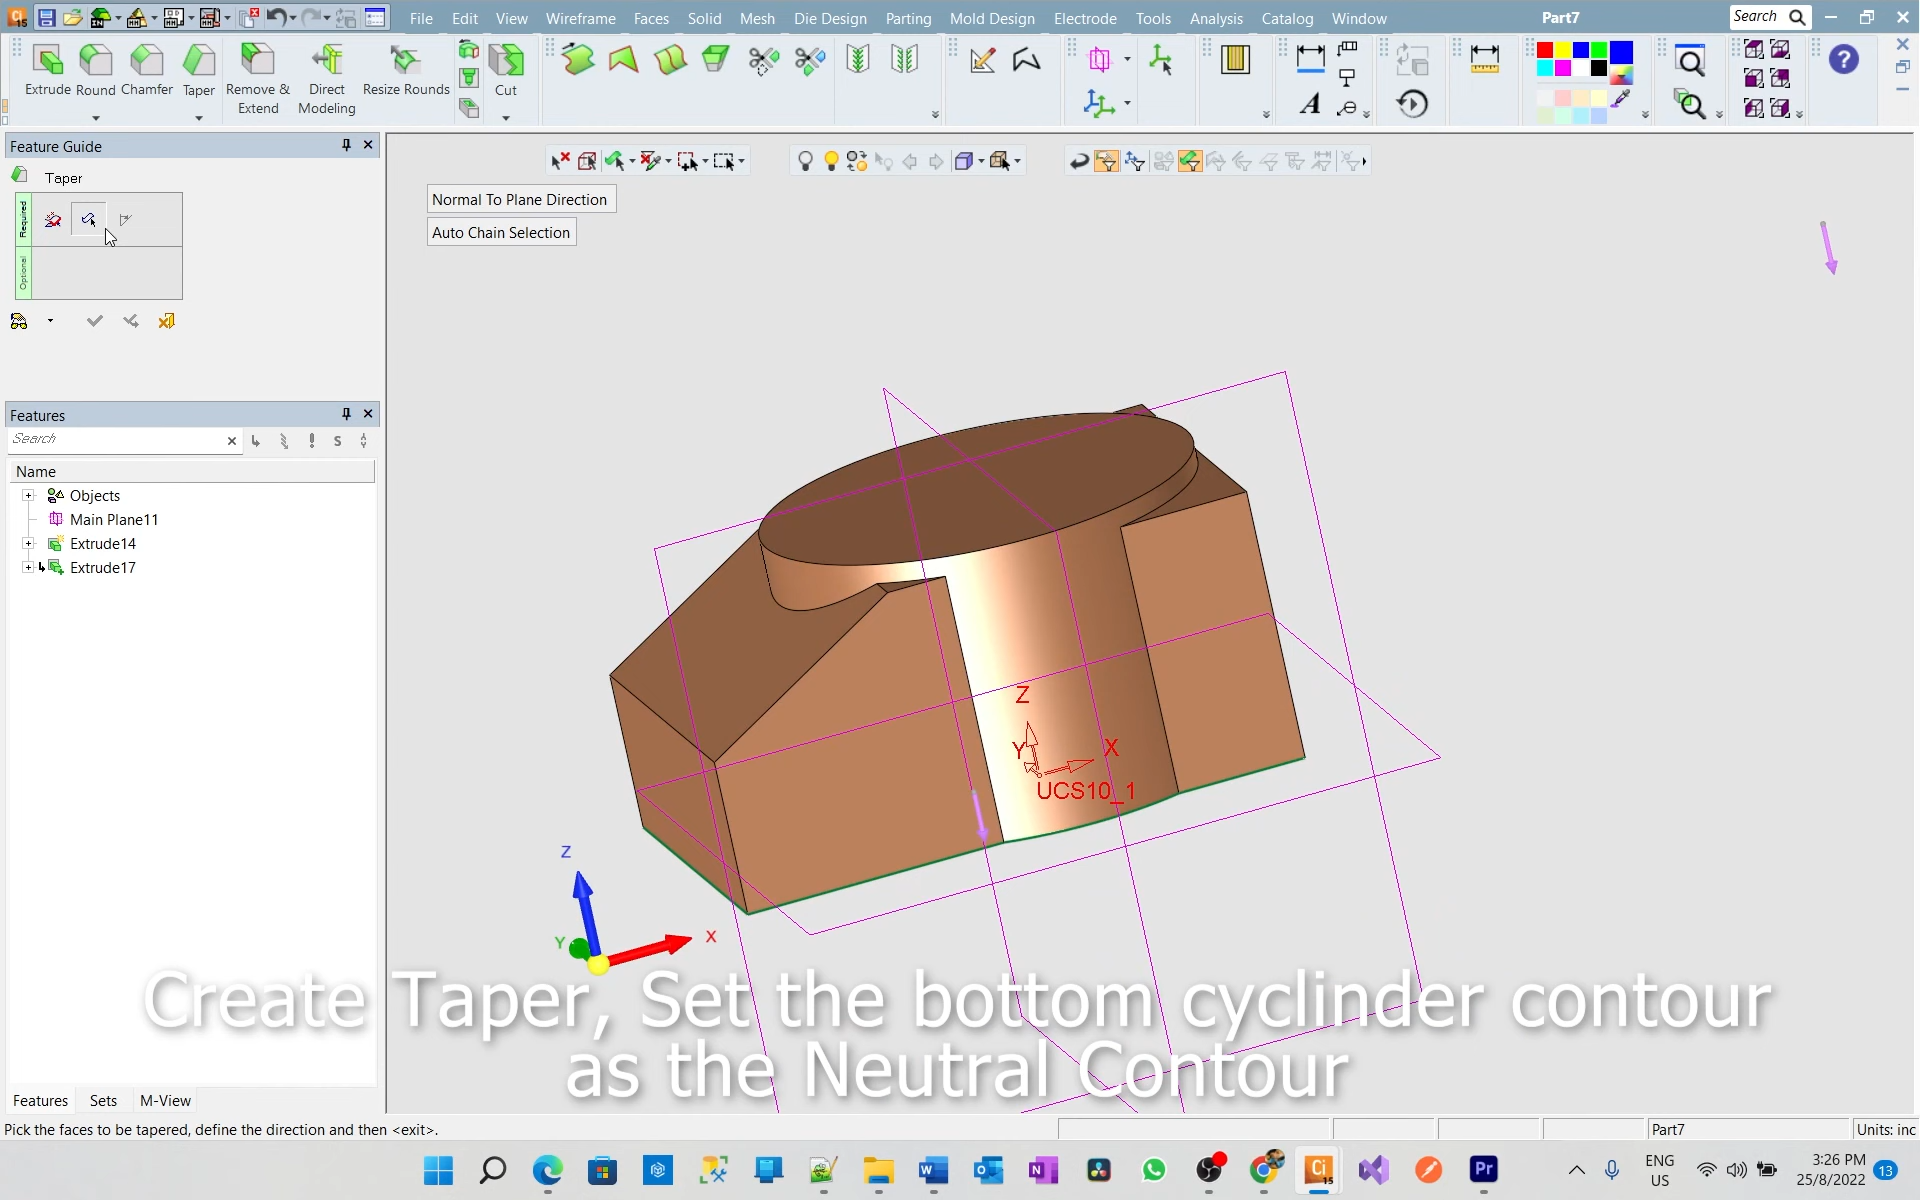 File Edit View Wireframe Faces Solid Mesh Die Design Parting Mold Design Electrode Tools Analysis Catalog Window Part7 Search
Extrude Round Chamfer Taper Remove & Extend Direct Modeling Resize Rounds Cut
Feature Guide
Taper
Required
Optional
Normal To Plane Direction
Auto Chain Selection
Features
Search
Name
Objects
Main Plane11
Extrude14
Extrude17
Z
Y X
UCS10_1
Z
Y X
Create Taper, Set the bottom cyclinder contour
as the Neutral Contour
Features Sets M-View
Pick the faces to be tapered, define the direction and then <exit>. Part7 Units: inc
ENG
US
3:26 PM
25/8/2022
13